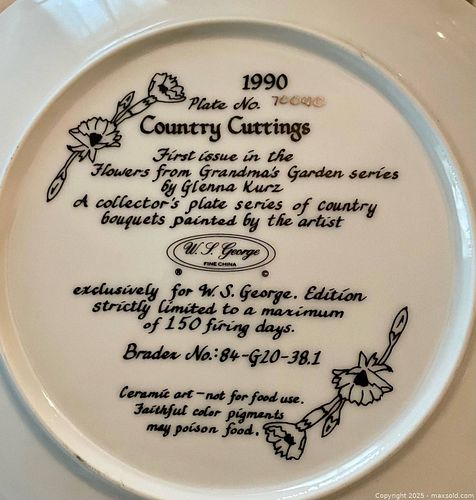 1990
Plate No.
Country Cuttings
First issue in the
Flowers from Grandma's Garden series
by Glenna Kurz
A collector's plate series of country
bouquets painted by the artist
W. S. George
FINE CHINA
® ©
exclusively for W. S. George. Edition
strictly limited to a maximum
of 150 firing days.
Bradex No.: 84-G20-38.1
Ceramic art-not for food use.
Faithful color pigments
may poison food.
Copyright 2025 - maxsold.com